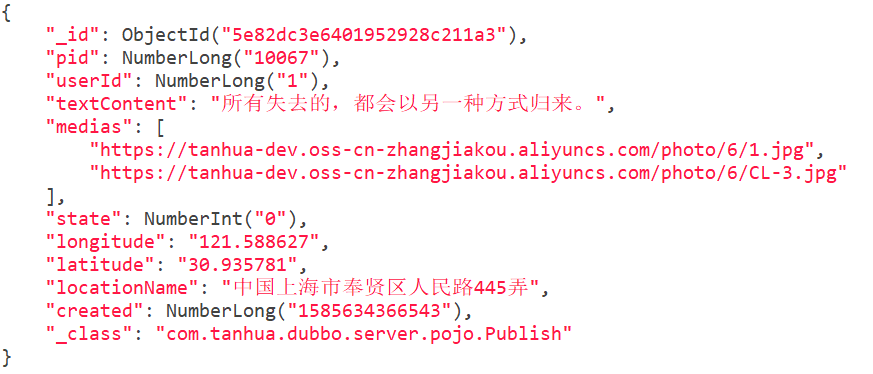 {
    "_id": ObjectId("5e82dc3e6401952928c211a3"),
    "pid": NumberLong("10067"),
    "userId": NumberLong("1"),
    "textContent": "所有失去的，都会以另一种方式归来。",
    "medias": [
        "https://tanhua-dev.oss-cn-zhangjiakou.aliyuncs.com/photo/6/1.jpg",
        "https://tanhua-dev.oss-cn-zhangjiakou.aliyuncs.com/photo/6/CL-3.jpg"
    ],
    "state": NumberInt("0"),
    "longitude": "121.588627",
    "latitude": "30.935781",
    "locationName": "中国上海市奉贤区人民路445弄",
    "created": NumberLong("1585634366543"),
    "_class": "com.tanhua.dubbo.server.pojo.Publish"
}